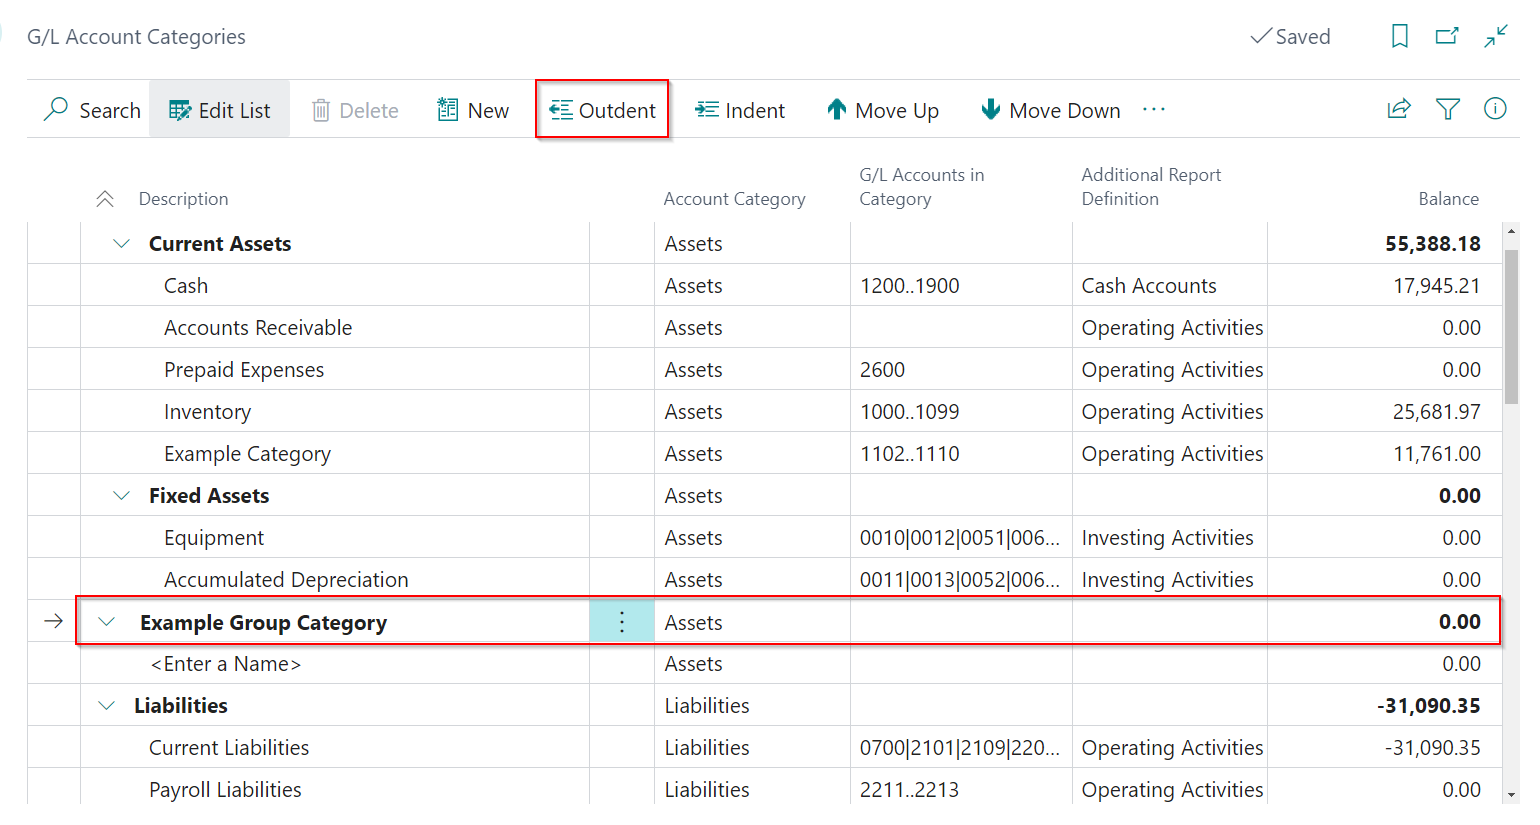 G/L Account Categories
Saved
Search Edit List Delete New Outdent Indent Move Up Move Down ...
Description Account Category G/L Accounts in Category Additional Report Definition Balance
Current Assets Assets 55,388.18
Cash Assets 1200..1900 Cash Accounts 17,945.21
Accounts Receivable Assets Operating Activities 0.00
Prepaid Expenses Assets 2600 Operating Activities 0.00
Inventory Assets 1000..1099 Operating Activities 25,681.97
Example Category Assets 1102..1110 Operating Activities 11,761.00
Fixed Assets Assets 0.00
Equipment Assets 0010|0012|0051|006... Investing Activities 0.00
Accumulated Depreciation Assets 0011|0013|0052|006... Investing Activities 0.00
Example Group Category Assets 0.00
<Enter a Name> Assets 0.00
Liabilities Liabilities -31,090.35
Current Liabilities Liabilities 0700|2101|2109|220... Operating Activities -31,090.35
Payroll Liabilities Liabilities 2211..2213 Operating Activities 0.00